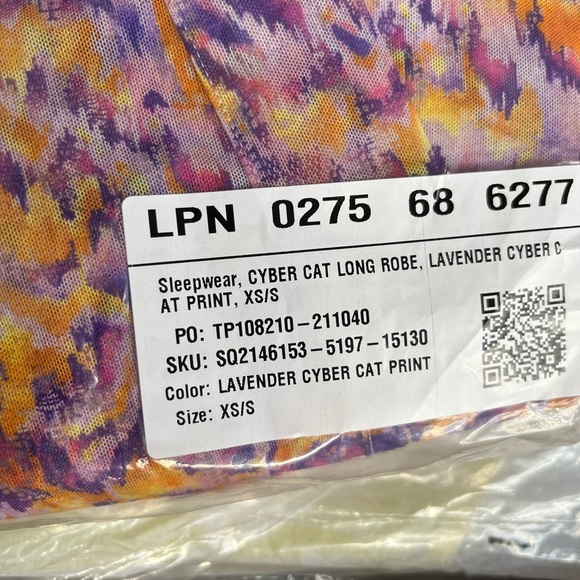 LPN 0275 68 6277
Sleepwear, CYBER CAT LONG ROBE, LAVENDER CYBER C
AT PRINT, XS/S
PO: TP108210-211040
SKU: SQ2146153-5197-15130
Color: LAVENDER CYBER CAT PRINT
Size: XS/S